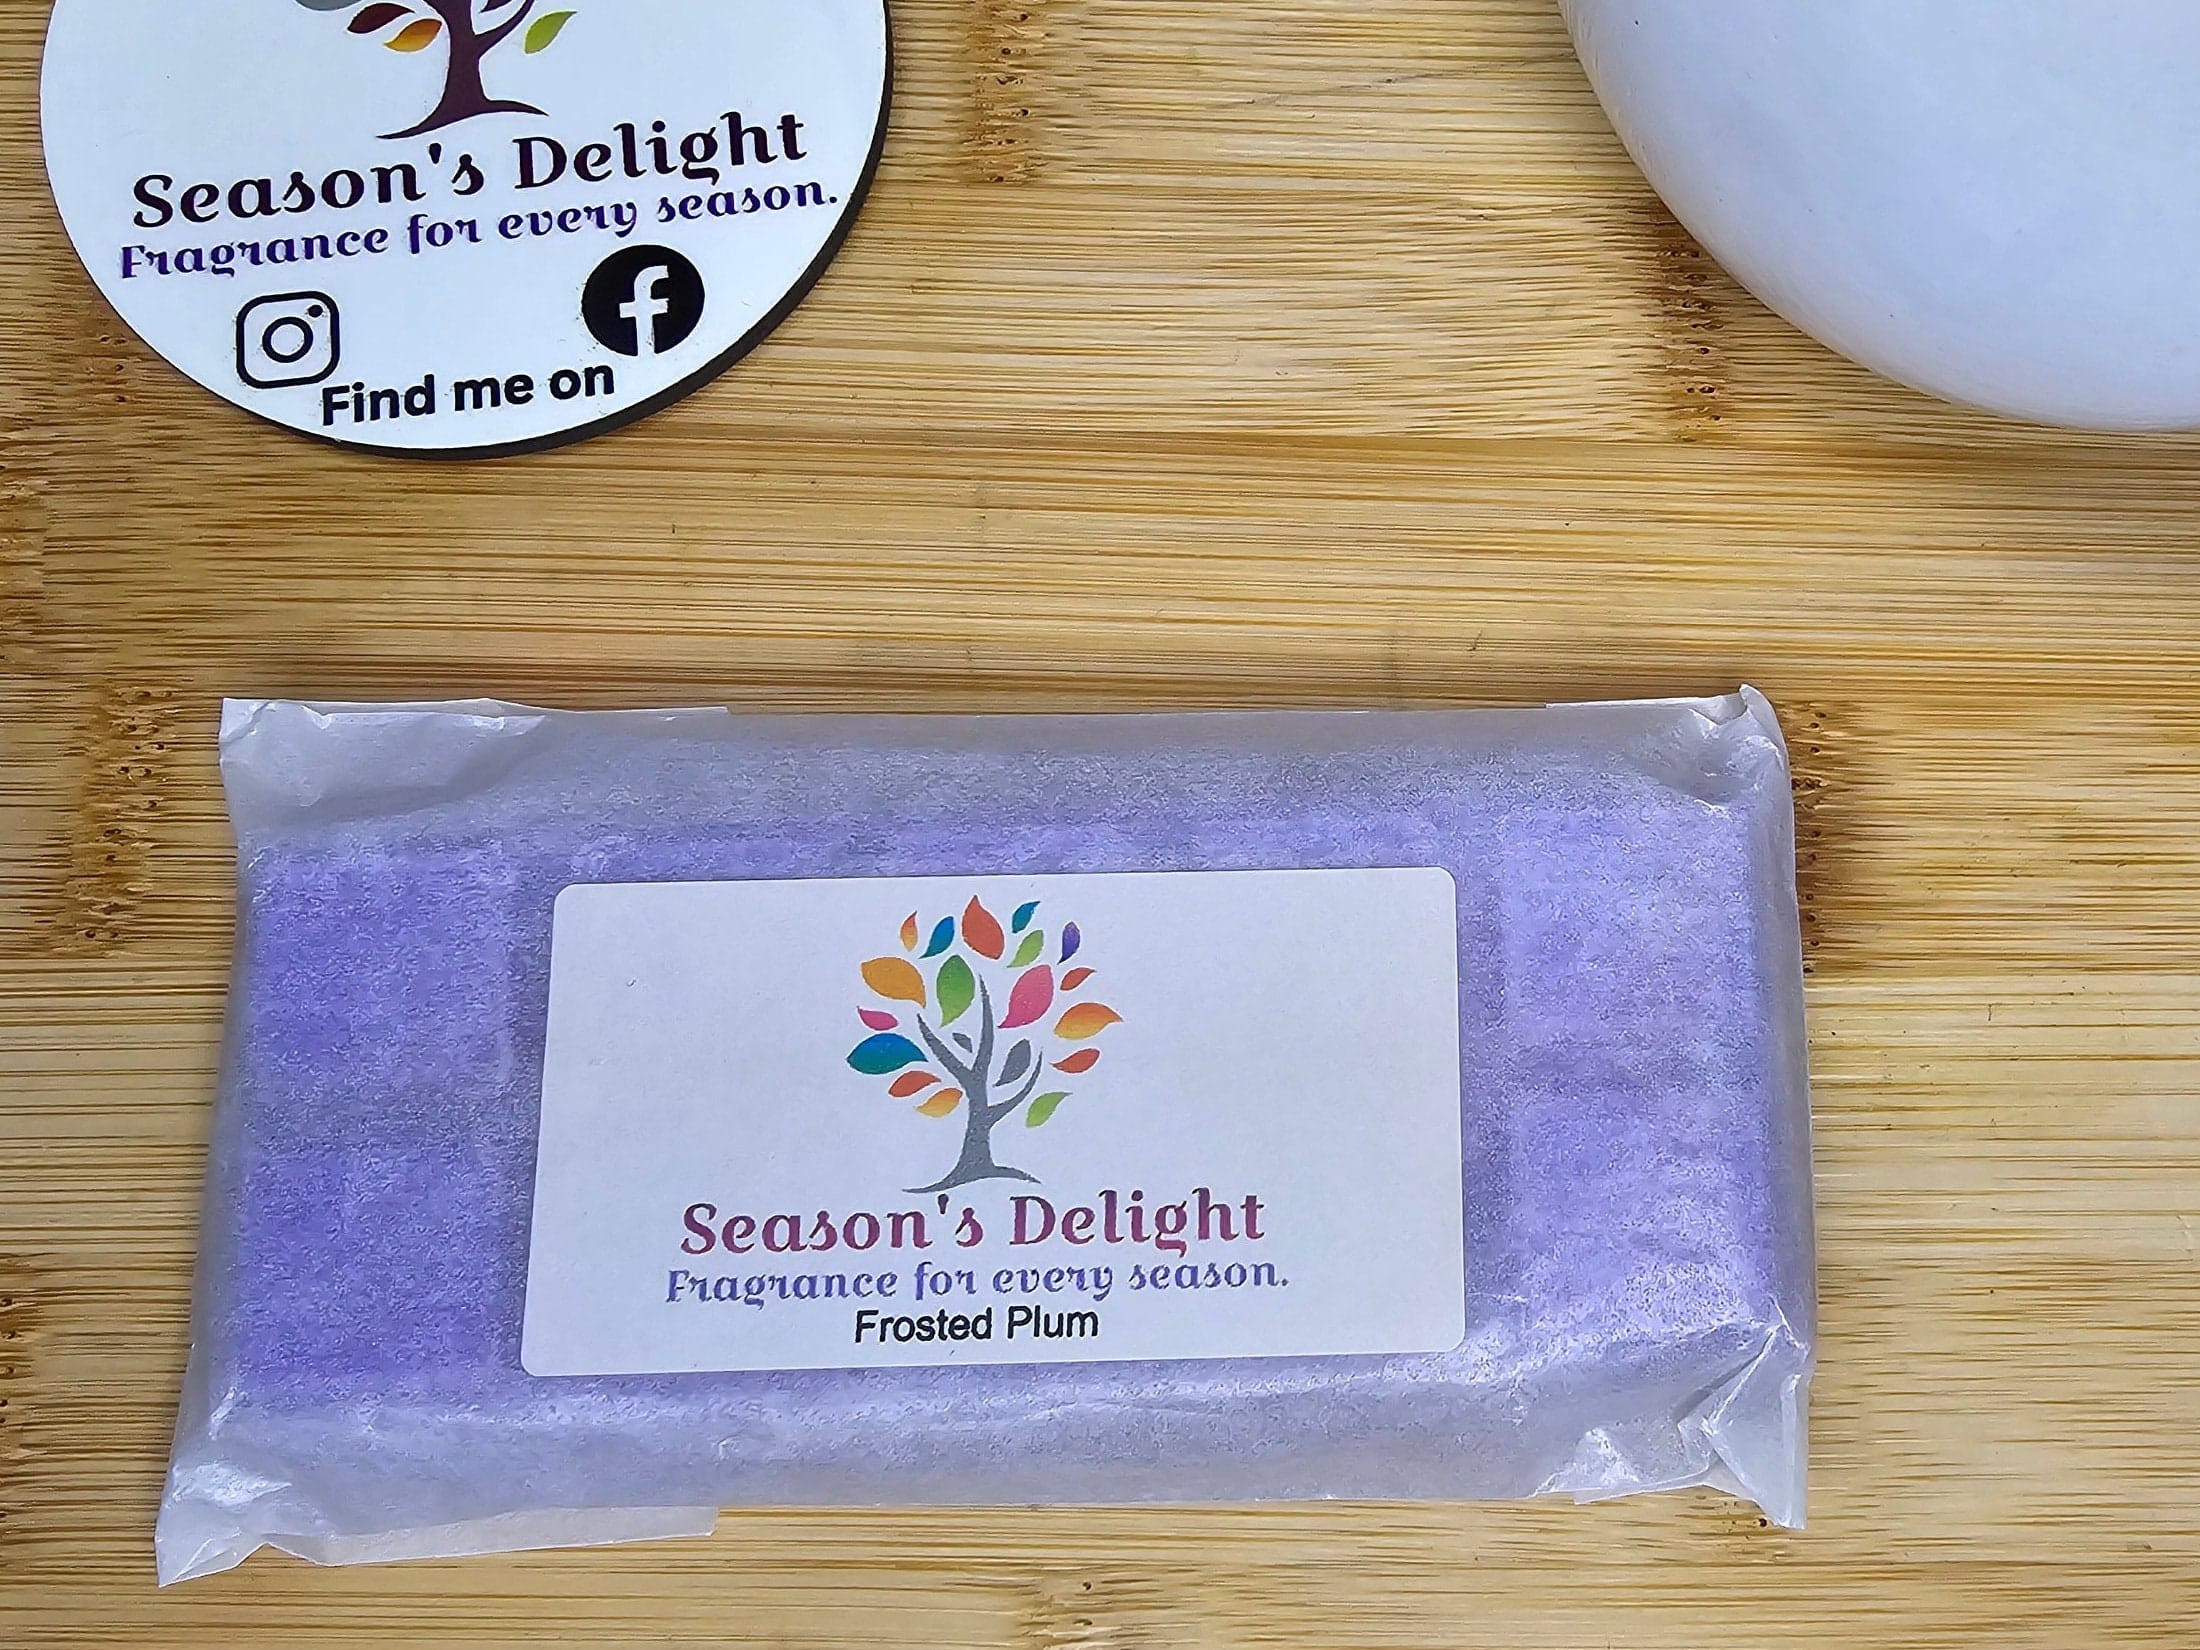 Season's Delight
Fragrance for every season.
Find me on
Season's Delight
Fragrance for every season.
Frosted Plum